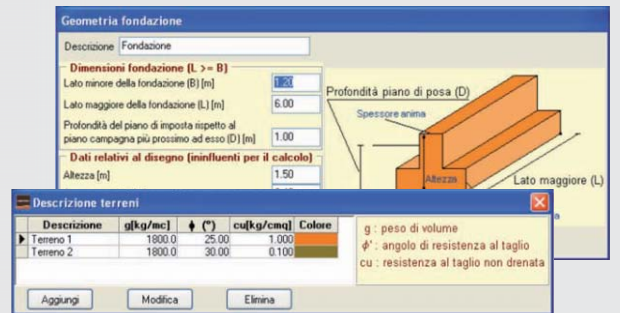 Geometria fondazione
Descrizione Fondazione
Dimensioni fondazione (L >= B)
Lato minore
della fondazione (B) [m] 1.20
Lato maggiore della fondazione (L) [m] 6.00
Profondità del piano di imposta rispetto al
piano campagna più prossimo ad esso (D) [m] 1.00
Dati relativi al disegno (ininfluenti per il calcolo)
Altezza [m] 1.50
Profondità piano di posa (D)
Spessore anima
Altezza
Lato maggiore (L)
Descrizione terreni
Descrizione g[kg/mc] ϕ (°) cu[kg/cmq] Colore
Terreno 1 1800.0 25.00 1.000
Terreno 2 1800.0 30.00 0.100
g : peso di volume
ϕ' : angolo di resistenza al taglio
cu : resistenza al taglio non drenata
Aggiungi Modifica Elimina